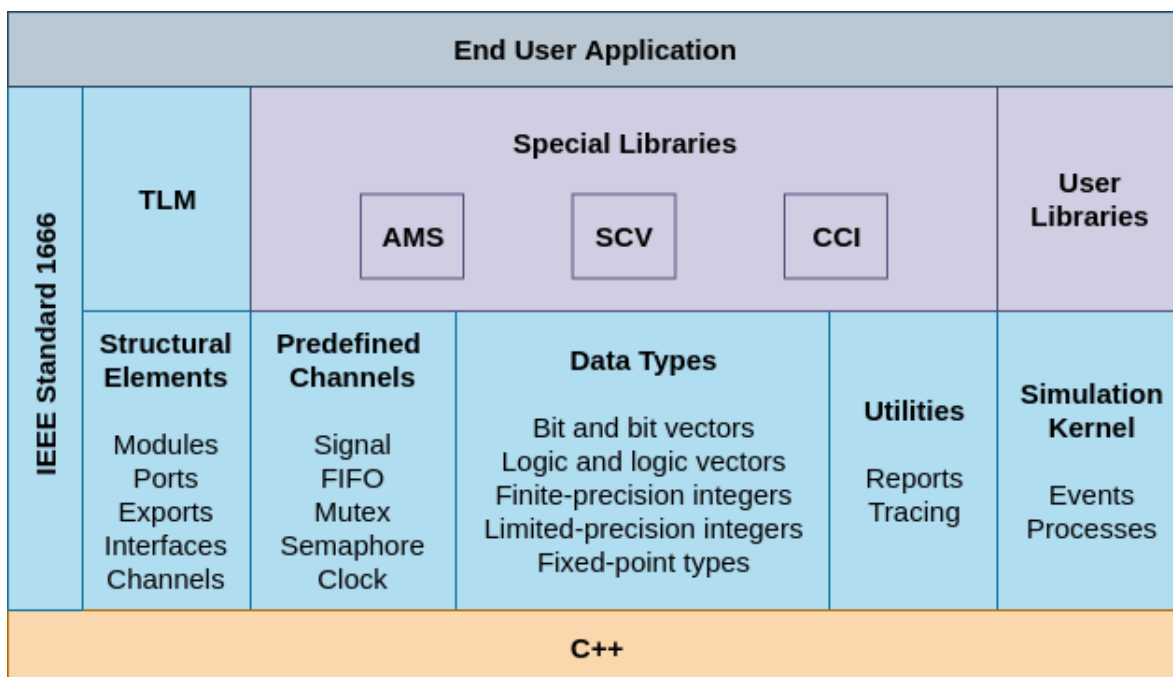 End User Application
IEEE Standard 1666
TLM
Special Libraries
AMS
SCV
CCI
User
Libraries
Structural
Elements
Modules
Ports
Exports
Interfaces
Channels
Predefined
Channels
Signal
FIFO
Mutex
Semaphore
Clock
Data Types
Bit and bit vectors
Logic and logic vectors
Finite-precision integers
Limited-precision integers
Fixed-point types
Utilities
Reports
Tracing
Simulation
Kernel
Events
Processes
C++